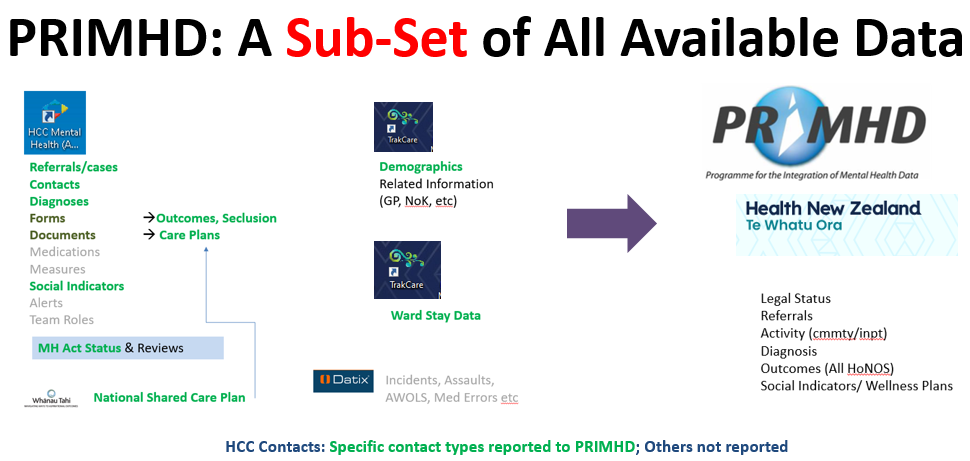 PRIMHD: A Sub-Set of All Available Data
HCC Mental
Health (A...
Referrals/cases
Contacts
Diagnoses
Forms →Outcomes, Seclusion
Documents → Care Plans
Medications
Measures
Social Indicators
Alerts
Team Roles
MH Act Status & Reviews
Whānau Tahi
National Shared Care Plan
TrakCare
Demographics
Related Information
(GP, NoK, etc)
TrakCare
Ward Stay Data
Datix
Incidents, Assaults,
AWOLS, Med Errors etc
PRIMHD
Programme for the Integration of Mental Health Data
Health New Zealand
Te Whatu Ora
Legal Status
Referrals
Activity (cmmty/inpt)
Diagnosis
Outcomes (All HoNOS)
Social Indicators/ Wellness Plans
HCC Contacts: Specific contact types reported to PRIMHD; Others not reported